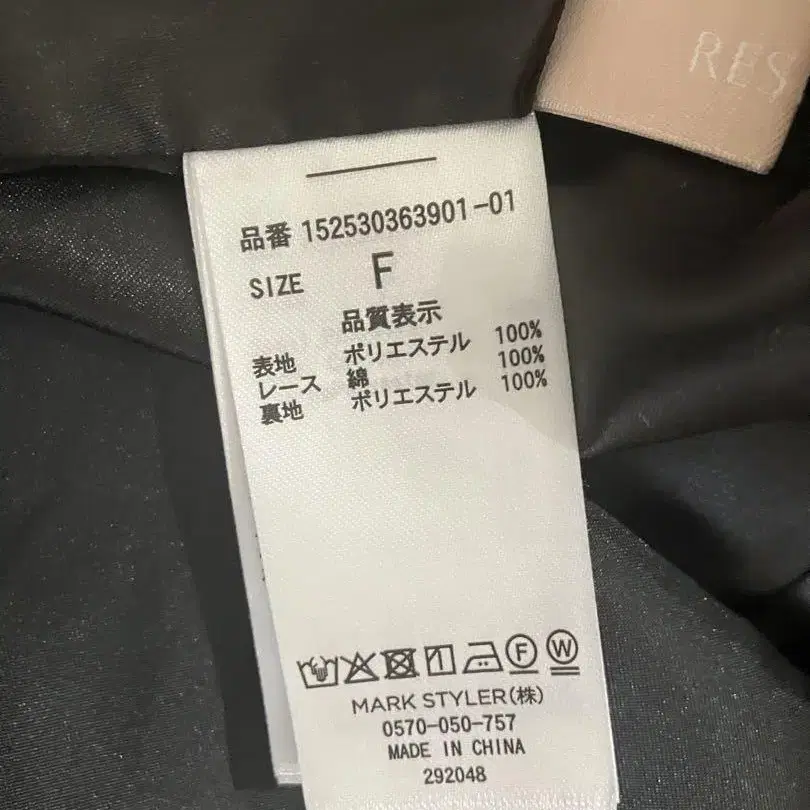 RES
品番 152530363901-01
SIZE F
品質表示
表地 ポリエステル 100%
レース 綿 100%
裏地 ポリエステル 100%
F W
MARK STYLER(株)
0570-050-757
MADE IN CHINA
292048